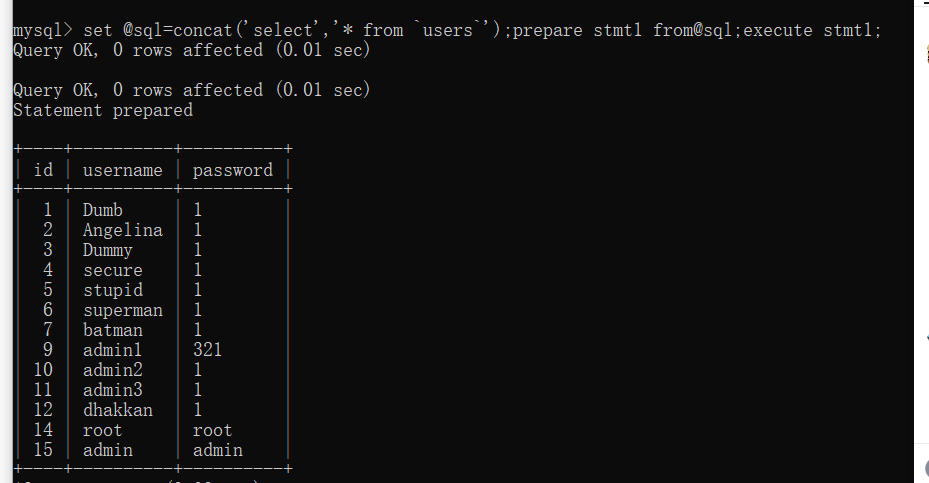 mysql> set @sql=concat('select','* from `users`');prepare stmt1 from@sql;execute stmt1;
Query OK, 0 rows affected (0.01 sec)
Query OK, 0 rows affected (0.01 sec)
Statement prepared
+----+----------+----------+
| id | username | password |
+----+----------+----------+
| 1 | Dumb | 1 |
| 2 | Angelina | 1 |
| 3 | Dummy | 1 |
| 4 | secure | 1 |
| 5 | stupid | 1 |
| 6 | superman | 1 |
| 7 | batman | 1 |
| 9 | admin1 | 321 |
| 10 | admin2 | 1 |
| 11 | admin3 | 1 |
| 12 | dhakkan | 1 |
| 14 | root | root |
| 15 | admin | admin |
+----+----------+----------+